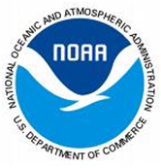 NATIONAL OCEANIC AND ATMOSPHERIC ADMINISTRATION
NOAA
U.S. DEPARTMENT OF COMMERCE